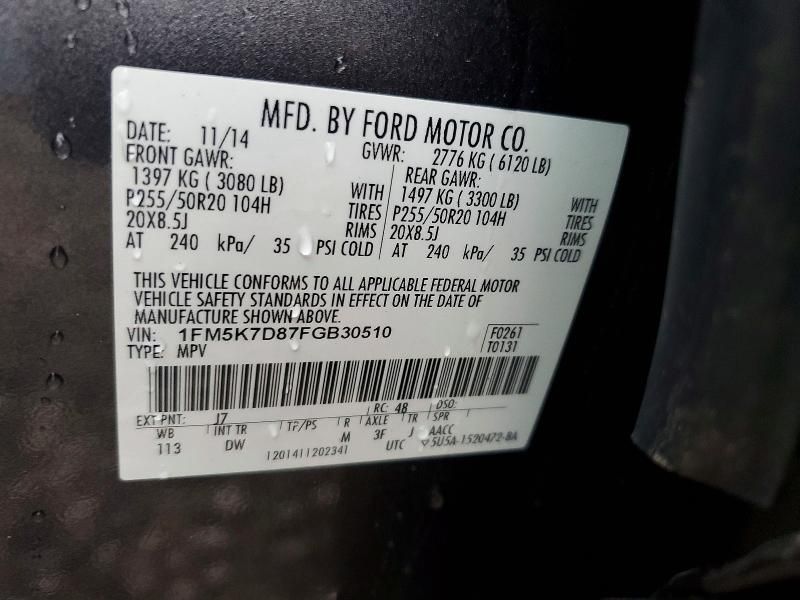 MFD. BY FORD MOTOR CO.
DATE: 11/14 GVWR: 2776 KG ( 6120 LB)
FRONT GAWR: REAR GAWR:
1397 KG ( 3080 LB) WITH 1497 KG ( 3300 LB) WITH
P255/50R20 104H TIRES P255/50R20 104H TIRES
20X8.5J RIMS 20X8.5J RIMS
AT 240 kPa/ 35 PSI COLD AT 240 kPa/ 35 PSI COLD
THIS VEHICLE CONFORMS TO ALL APPLICABLE FEDERAL MOTOR
VEHICLE SAFETY STANDARDS IN EFFECT ON THE DATE OF
MANUFACTURE SHOWN ABOVE.
VIN: 1FM5K7D87FGB30510 F0261
TYPE: MPV T0131
EXT PNT: J7 RC: 48 DSO:
WB INT TR TP/PS R AXLE TR SPR
113 DW M 3F J AACC
1201411202341 UTC 5U5A-1520472-BA